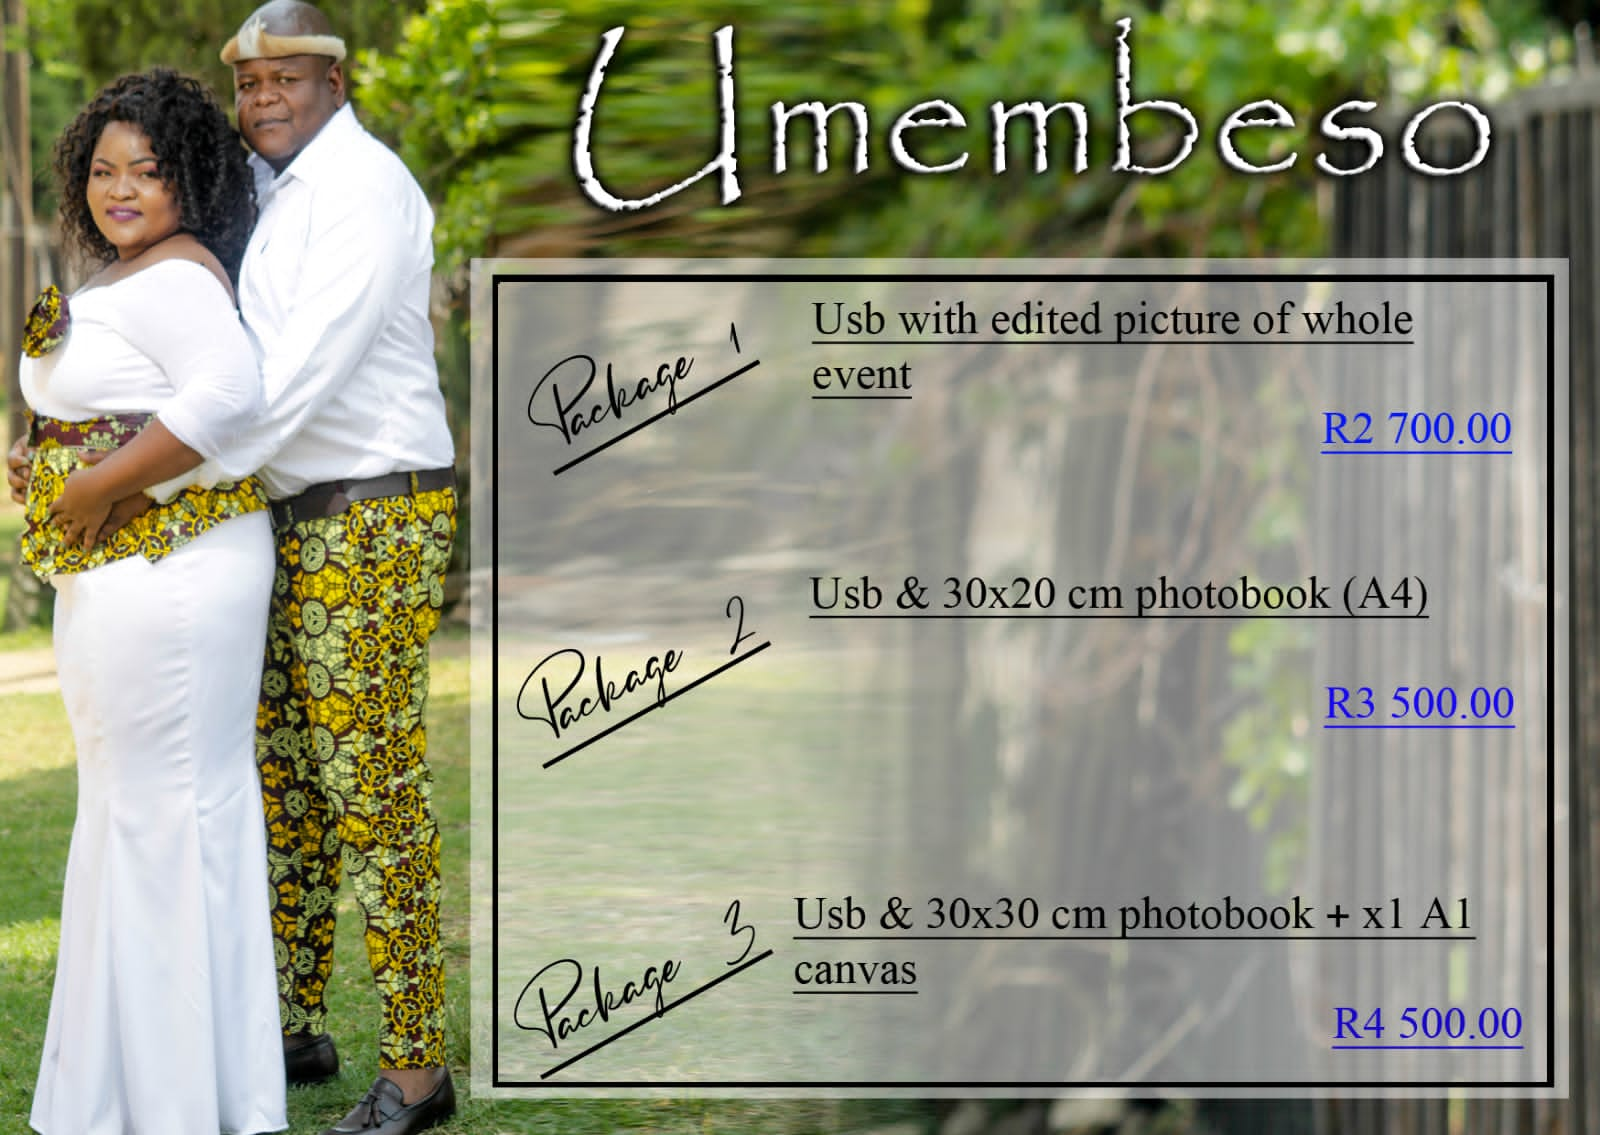 Umembeso
Package 1
Usb with edited picture of whole
event
R2 700.00
Package 2
Usb & 30x20 cm photobook (A4)
R3 500.00
Package 3
Usb & 30x30 cm photobook + x1 A1
canvas
R4 500.00